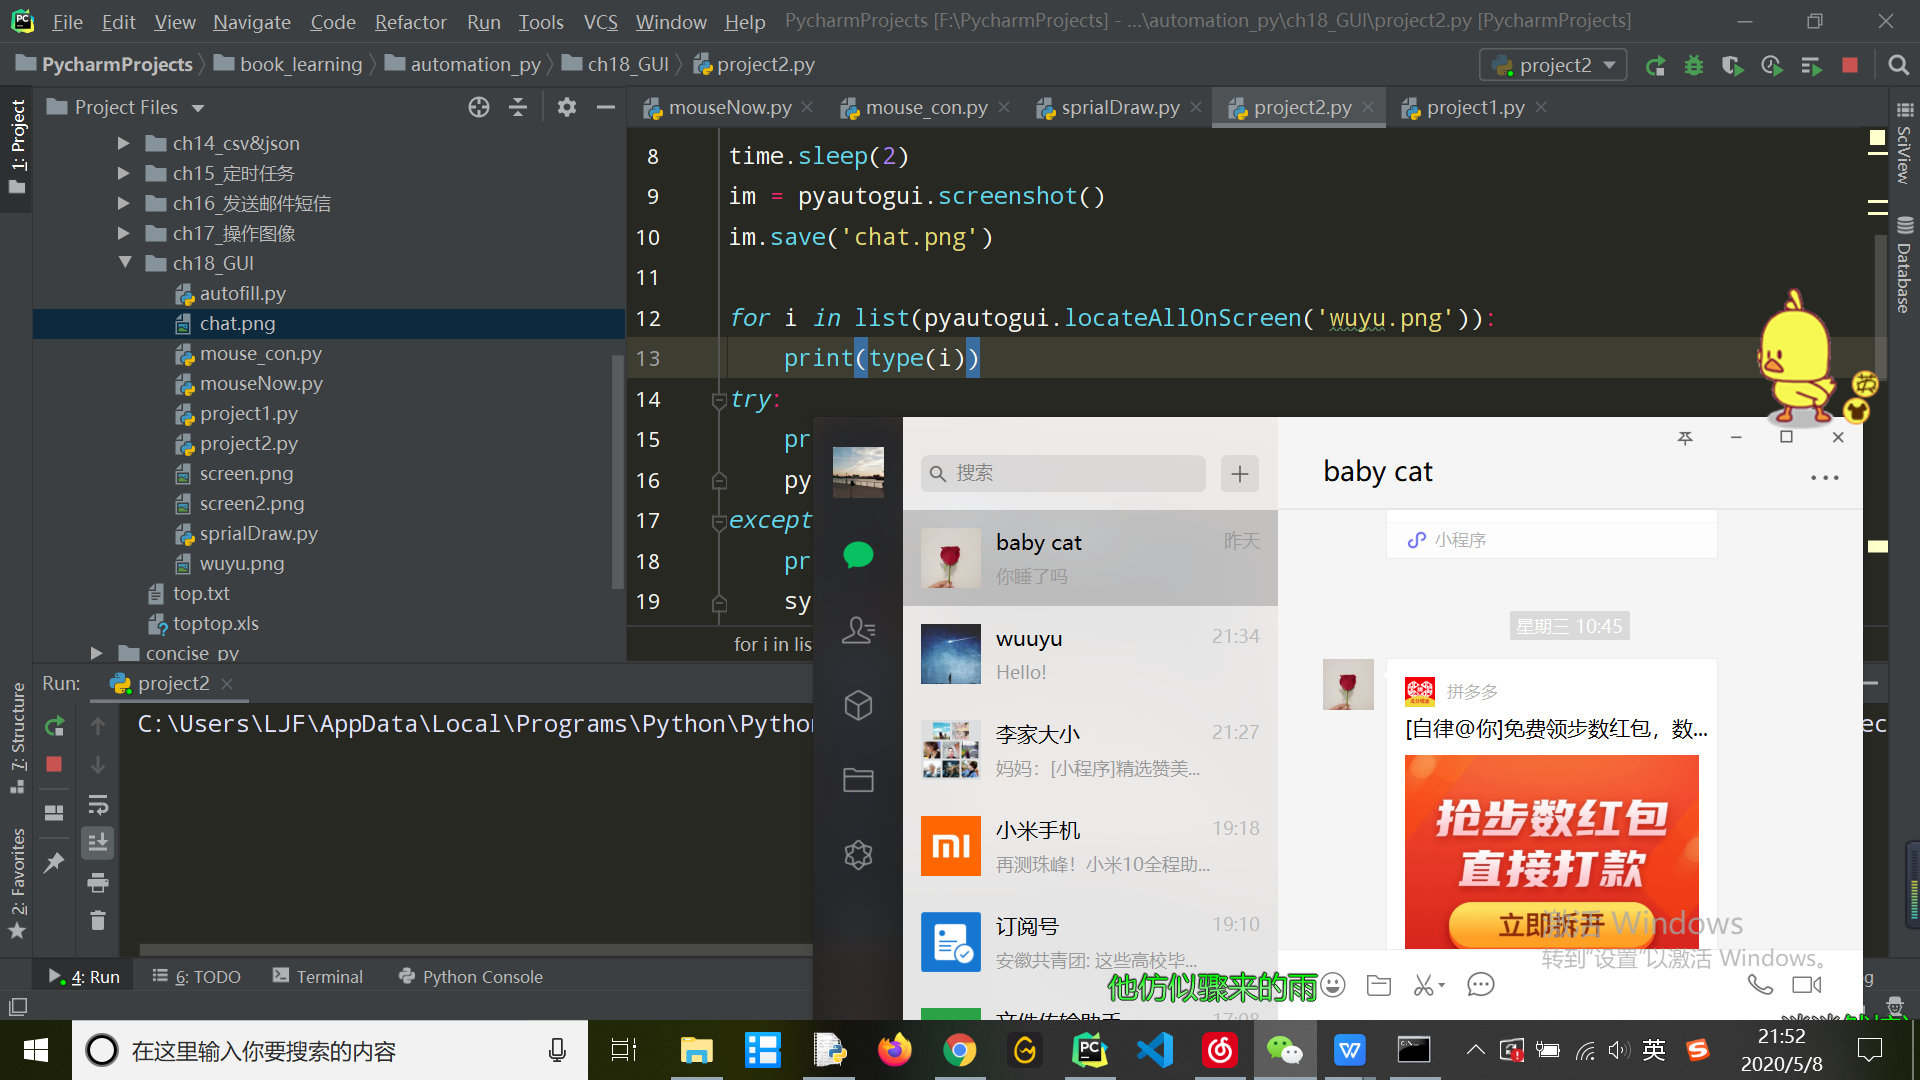 File Edit View Navigate Code Refactor Run Tools VCS Window Help PycharmProjects [F:\PycharmProjects] - ...\automation_py\ch18_GUI\project2.py [PycharmProjects]
PycharmProjects book_learning automation_py ch18_GUI project2.py
project2
1: Project
Project Files
ch14_csv&json
ch15_定时任务
ch16_发送邮件短信
ch17_操作图像
ch18_GUI
autofill.py
chat.png
mouse_con.py
mouseNow.py
project1.py
project2.py
screen.png
screen2.png
sprialDraw.py
wuyu.png
top.txt
toptop.xls
concise_py
mouseNow.py mouse_con.py sprialDraw.py project2.py project1.py
8 time.sleep(2)
9 im = pyautogui.screenshot()
10 im.save('chat.png')
11
12 for i in list(pyautogui.locateAllOnScreen('wuyu.png')):
13 print(type(i))
14 try:
15 pr
16 py
17 except
18 pr
19 sy
for i in lis
SciView
Database
英
搜索
baby cat 昨天
你睡了吗
wuuyu 21:34
Hello!
李家大小 21:27
妈妈：[小程序]精选赞美...
小米手机 19:18
再测珠峰！小米10全程助...
订阅号 19:10
安徽共青团: 这些高校毕...
文件传输助手 17:08
baby cat
小程序
星期三 10:45
拼多多
[自律@你]免费领步数红包，数...
抢步数红包
直接打款
立即拆开
激活 Windows
转到"设置"以激活 Windows。
他仿似骤来的雨
Run: project2
C:\Users\LJF\AppData\Local\Programs\Python\Pytho
ec
7: Structure
2: Favorites
4: Run 6: TODO Terminal Python Console
g
在这里输入你要搜索的内容
英
21:52
2020/5/8